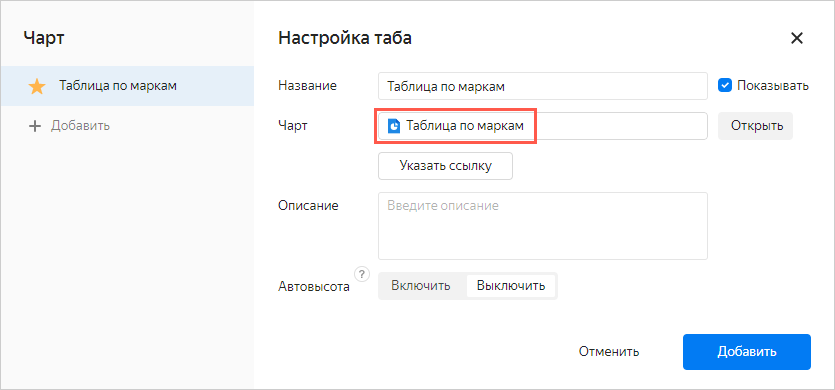 Чарт
Настройка таба
Таблица по маркам
Название
Таблица по маркам
Показывать
Добавить
Чарт
Таблица по маркам
Открыть
Указать ссылку
Описание
Введите описание
Автовысота
?
Включить
Выключить
Отменить
Добавить